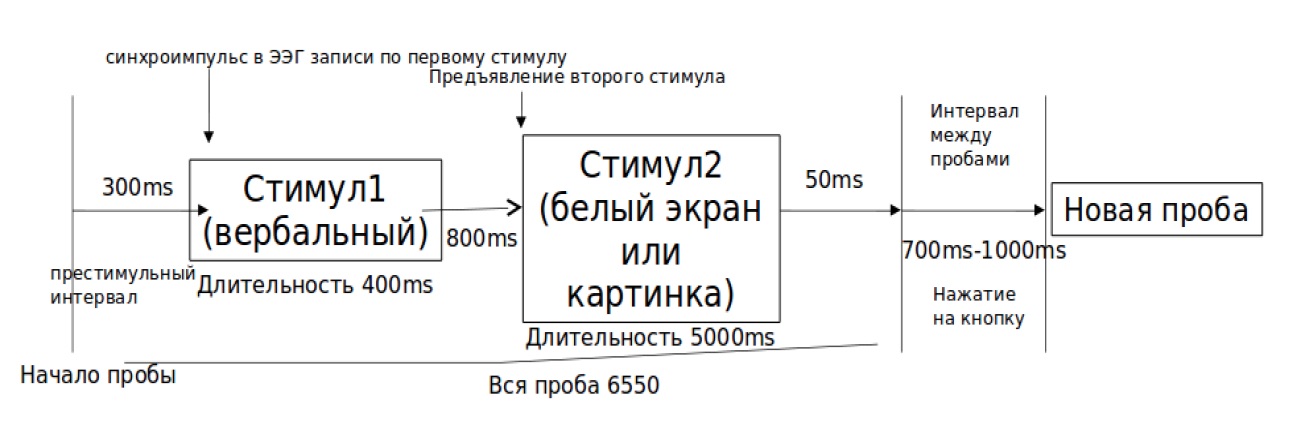 синхроимпульс в ЭЭГ записи по первому стимулу
Предъявление второго стимула
300ms
престимульный
интервал
Начало пробы
Стимул1
(вербальный)
Длительность 400ms
800ms
Стимул2
(белый экран
или
картинка)
Длительность 5000ms
Вся проба 6550
50ms
Интервал
между
пробами
700ms-1000ms
Нажатие
на кнопку
Новая проба